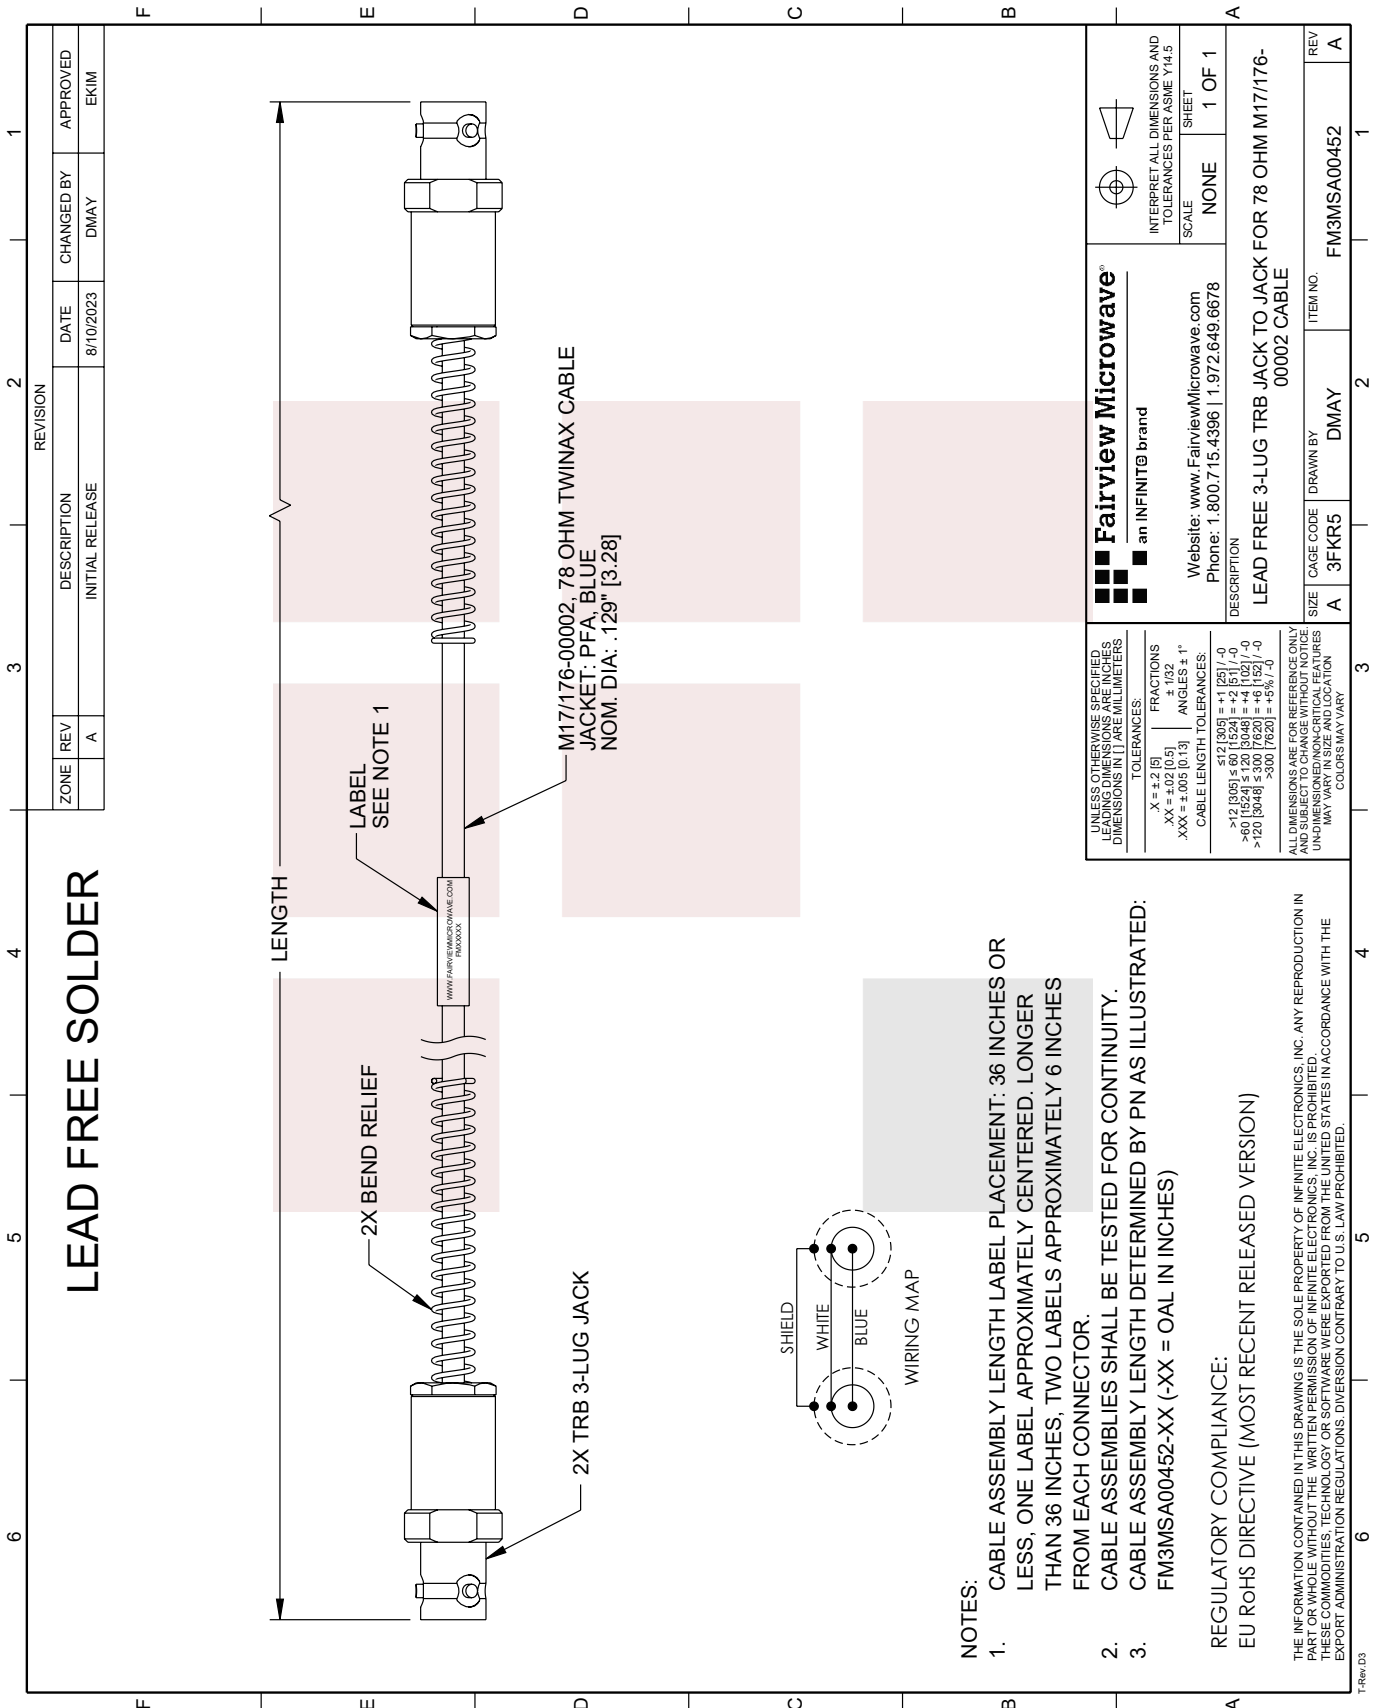 LEAD FREE SOLDER
REVISION
ZONE REV DESCRIPTION DATE CHANGED BY APPROVED
A INITIAL RELEASE 8/10/2023 DMAY EKIM
6 5 4 3 2 1
F
E
D
C
B
A
LENGTH
LABEL
SEE NOTE 1
2X BEND RELIEF
WWW.FAIRVIEWMICROWAVE.COM
FMXXXXX
2X TRB 3-LUG JACK
M17/176-00002, 78 OHM TWINAX CABLE
JACKET: PFA, BLUE
NOM. DIA: .129" [3.28]
SHIELD
WHITE
BLUE
WIRING MAP
NOTES:
1. CABLE ASSEMBLY LENGTH LABEL PLACEMENT: 36 INCHES OR
LESS, ONE LABEL APPROXIMATELY CENTERED. LONGER
THAN 36 INCHES, TWO LABELS APPROXIMATELY 6 INCHES
FROM EACH CONNECTOR.
2. CABLE ASSEMBLIES SHALL BE TESTED FOR CONTINUITY.
3. CABLE ASSEMBLY LENGTH DETERMINED BY PN AS ILLUSTRATED:
FM3MSA00452-XX (-XX = OAL IN INCHES)
REGULATORY COMPLIANCE:
EU RoHS DIRECTIVE (MOST RECENT RELEASED VERSION)
THE INFORMATION CONTAINED IN THIS DRAWING IS THE SOLE PROPERTY OF INFINITE ELECTRONICS, INC. ANY REPRODUCTION IN
PART OR WHOLE WITHOUT THE WRITTEN PERMISSION OF INFINITE ELECTRONICS, INC. IS PROHIBITED.
THESE COMMODITIES, TECHNOLOGY OR SOFTWARE WERE EXPORTED FROM THE UNITED STATES IN ACCORDANCE WITH THE
EXPORT ADMINISTRATION REGULATIONS. DIVERSION CONTRARY TO U.S. LAW PROHIBITED.
UNLESS OTHERWISE SPECIFIED
LEADING DIMENSIONS ARE INCHES
DIMENSIONS IN [ ] ARE MILLIMETERS
TOLERANCES:
.X = ±.2 [5] FRACTIONS
.XX = ±.02 [0.5] ± 1/32
.XXX = ±.005 [0.13] ANGLES ± 1°
CABLE LENGTH TOLERANCES:
≤12 [305] = +1 [25] / -0
>12 [305] ≤ 60 [1524] = +2 [51] / -0
>60 [1524] ≤ 120 [3048] = +4 [102] / -0
>120 [3048] ≤ 300 [7620] = +6 [152] / -0
>300 [7620] = +5% / -0
ALL DIMENSIONS ARE FOR REFERENCE ONLY
AND SUBJECT TO CHANGE WITHOUT NOTICE.
UN-DIMENSIONED/NON-CRITICAL FEATURES
MAY VARY IN SIZE AND LOCATION
COLORS MAY VARY
Fairview Microwave®
an INFINITE brand
Website: www.FairviewMicrowave.com
Phone: 1.800.715.4396 | 1.972.649.6678
INTERPRET ALL DIMENSIONS AND
TOLERANCES PER ASME Y14.5
SCALE SHEET
NONE 1 OF 1
DESCRIPTION
LEAD FREE 3-LUG TRB JACK TO JACK FOR 78 OHM M17/176-
00002 CABLE
SIZE CAGE CODE DRAWN BY ITEM NO. REV
A 3FKR5 DMAY FM3MSA00452 A
F
E
D
C
B
A
6 5 4 3 2 1
T-Rev.D3